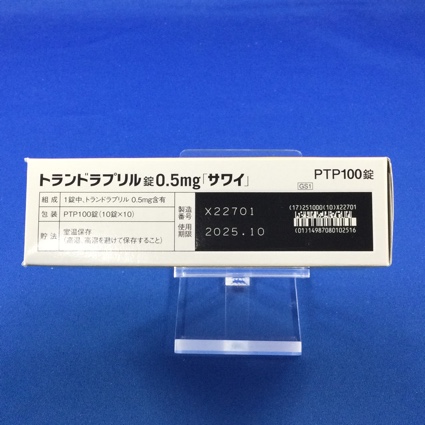 トランドラプリル錠0.5mg「サワイ」
PTP100錠
GS1
組成 1錠中、トランドラプリル 0.5mg含有
包装 PTP100錠(10錠×10)
貯法 室温保存
(高温、高湿を避けて保存すること)
製造番号 X22701
使用期限 2025.10
(17)251000(10)X22701
(01)14987080102516